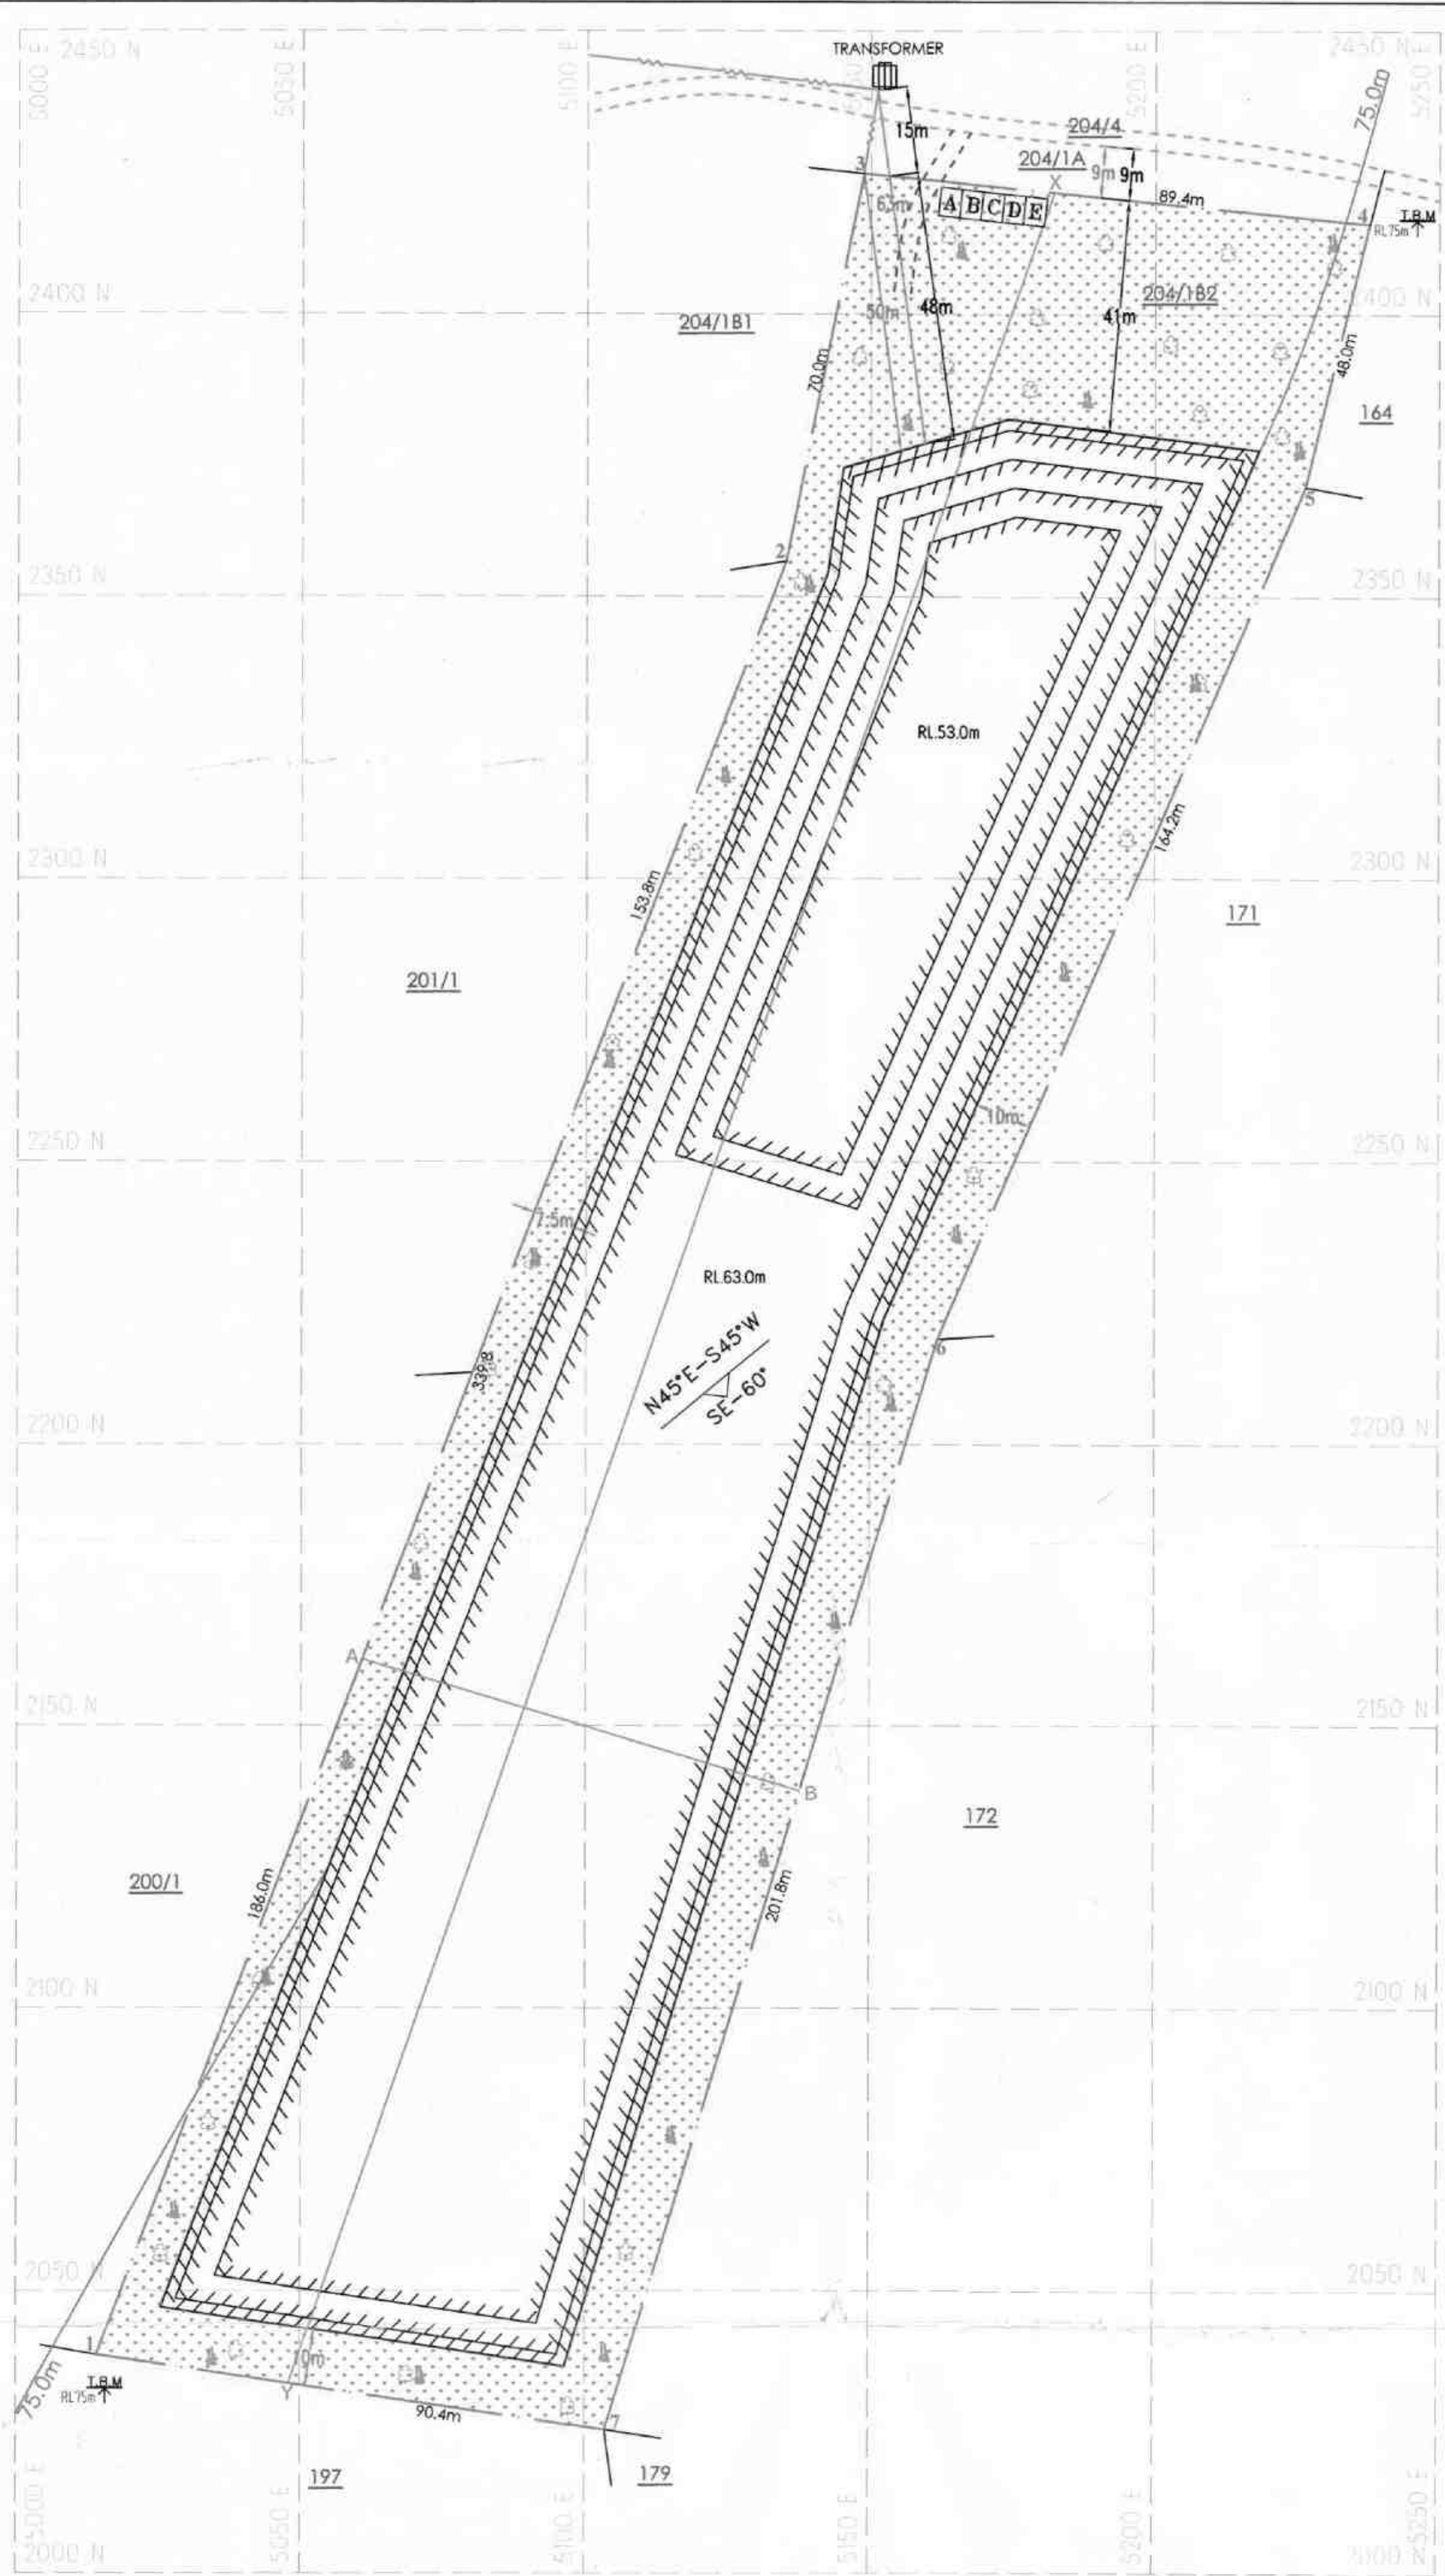 2450 N
5050 E
5100 E
TRANSFORMER
5200 E
2450 N
5250 E
75.0m
15m
204/4
204/1A
9m
9m
3
X
89.4m
4
T.B.M
RL75m
63m
A B C D E
2400 N
204/1B1
50m
48m
204/1B2
41m
2400 N
70.0m
48.0m
164
5
2
2350 N
2350 N
RL.53.0m
164.2m
2300 N
2300 N
153.8m
171
201/1
10m
2250 N
2250 N
7.5m
RL.63.0m
N45°E-S45°W
SE-60°
6
339.8
2200 N
2200 N
A
2150 N
2150 N
B
172
200/1
186.0m
201.8m
2100 N
2100 N
2050 N
2050 N
1
T.B.M
RL75m
75.0m
10m
Y
90.4m
7
197
179
5050 E
5100 E
5150 E
5200 E
5250 E
2000 N
2000 N